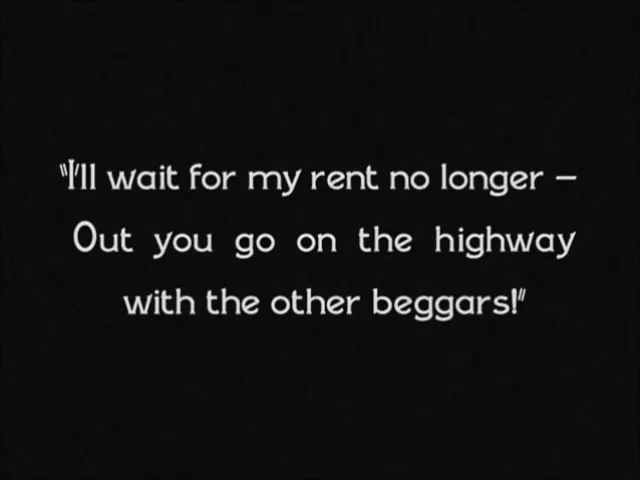 "I'll wait for my rent no longer –
Out you go on the highway
with the other beggars!"